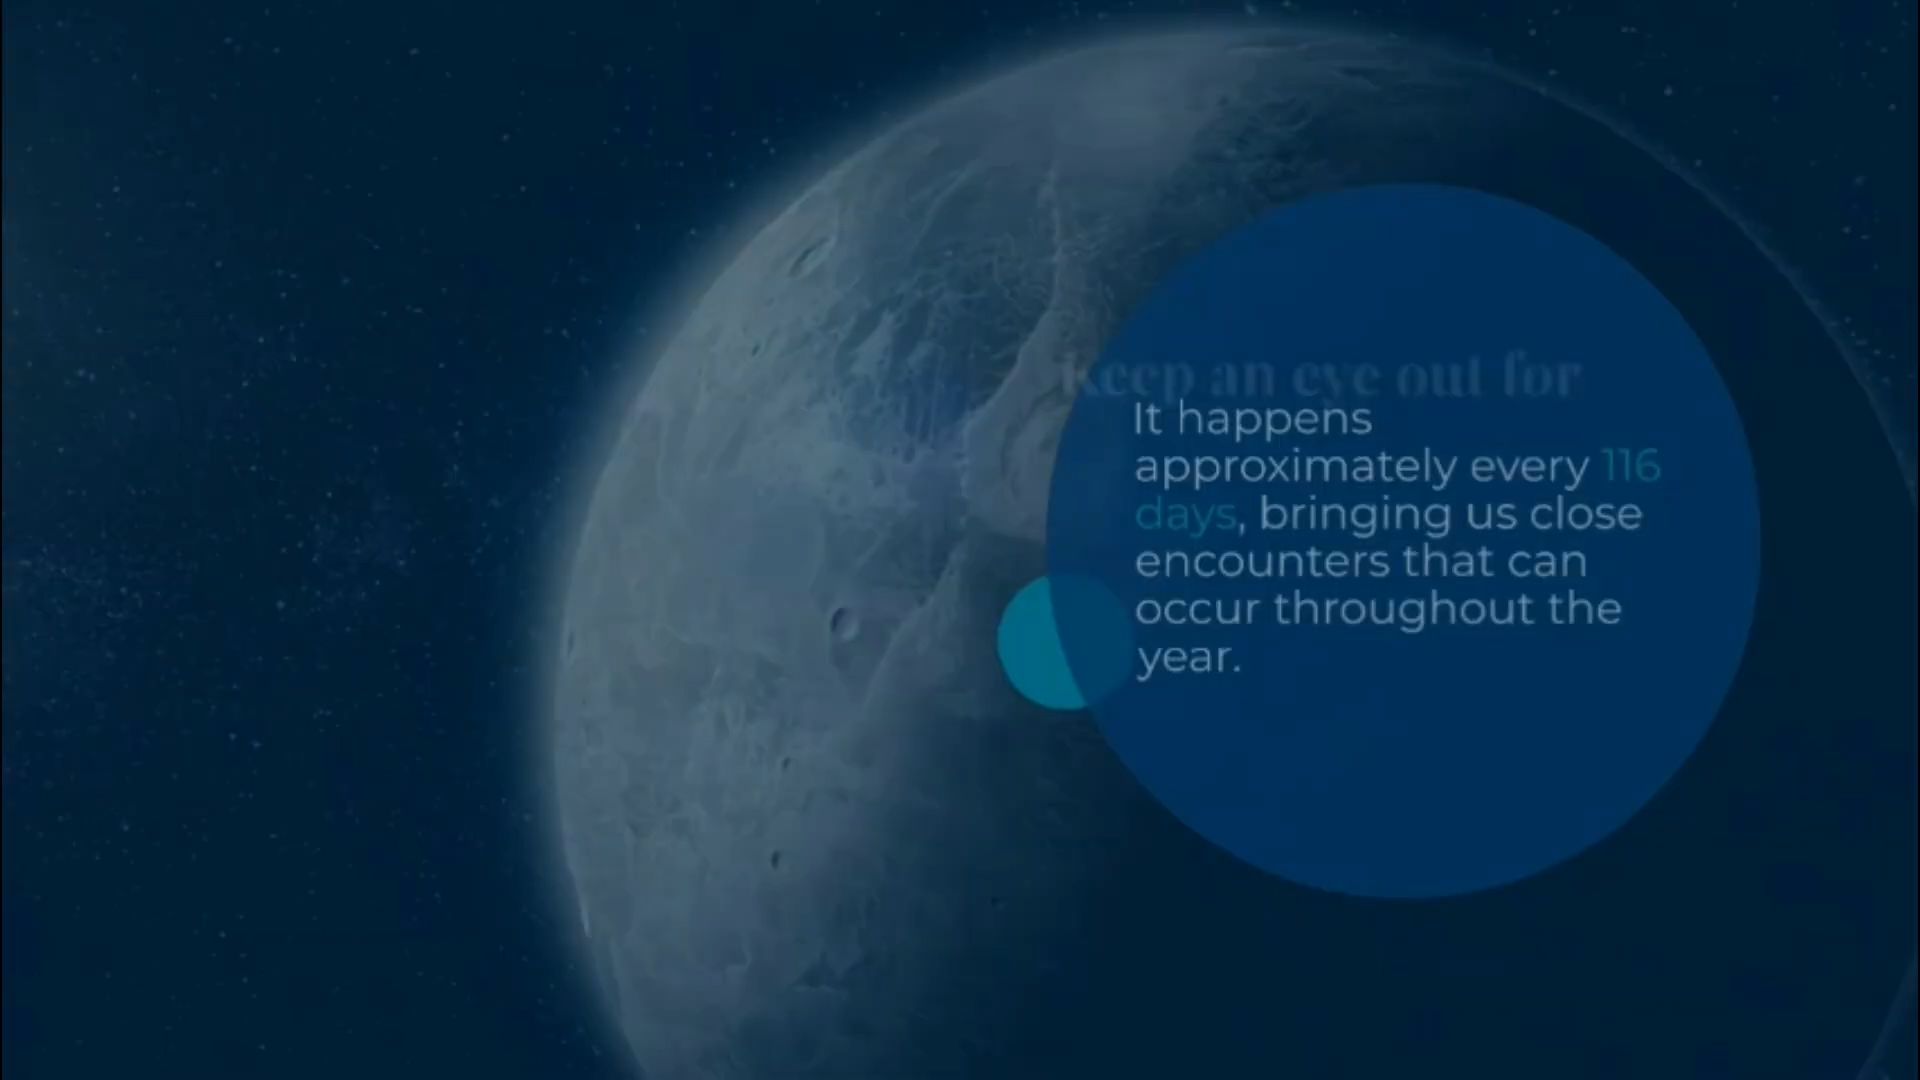 Keep an eye out for
It happens
approximately every 116
days, bringing us close
encounters that can
occur throughout the
year.